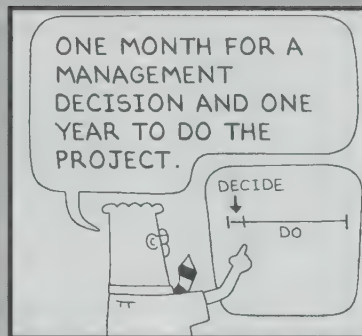 ONE MONTH FOR A
MANAGEMENT
DECISION AND ONE
YEAR TO DO THE
PROJECT.
DECIDE
DO